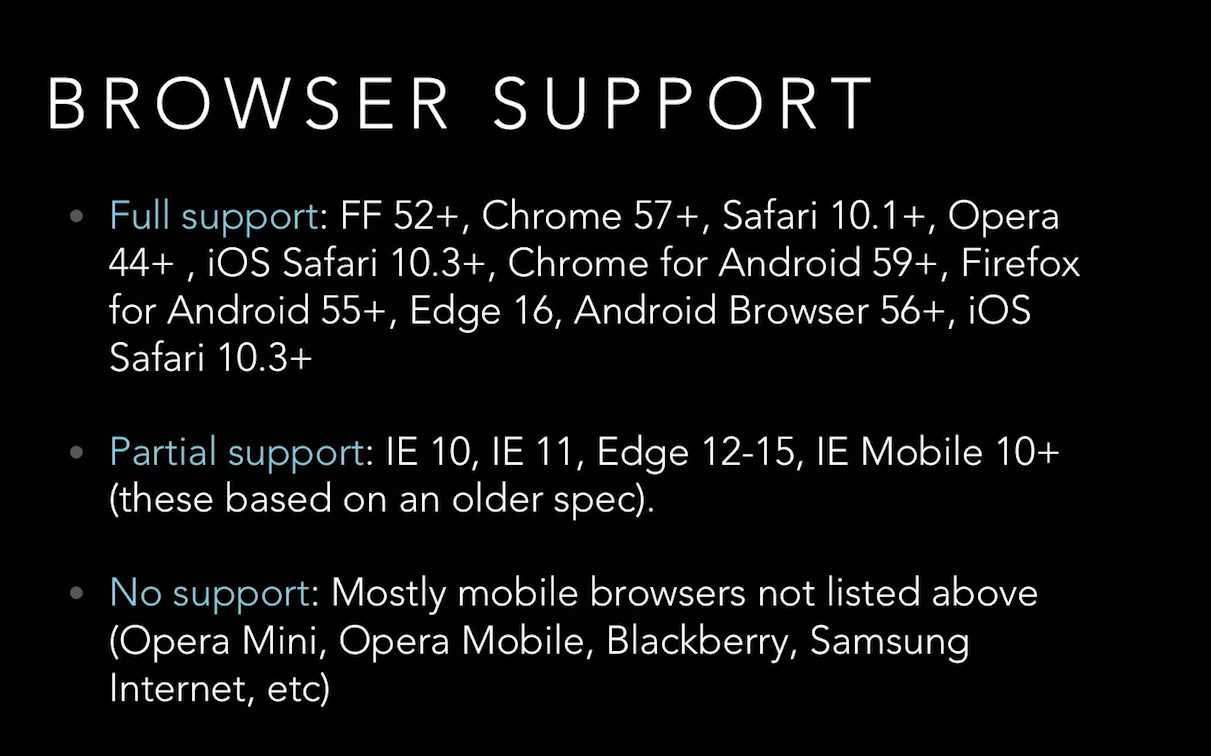 BROWSER SUPPORT
• Full support: FF 52+, Chrome 57+, Safari 10.1+, Opera
44+ , iOS Safari 10.3+, Chrome for Android 59+, Firefox
for Android 55+, Edge 16, Android Browser 56+, iOS
Safari 10.3+
• Partial support: IE 10, IE 11, Edge 12-15, IE Mobile 10+
(these based on an older spec).
• No support: Mostly mobile browsers not listed above
(Opera Mini, Opera Mobile, Blackberry, Samsung
Internet, etc)